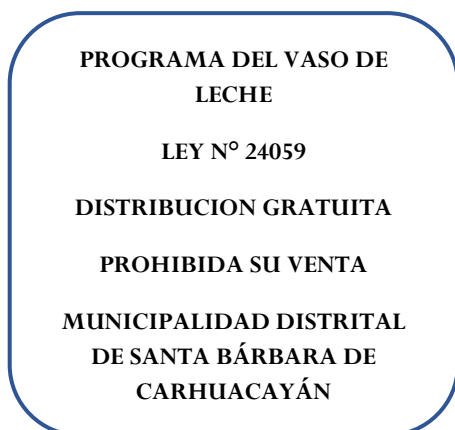 PROGRAMA DEL VASO DE
LECHE
LEY N° 24059
DISTRIBUCION GRATUITA
PROHIBIDA SU VENTA
MUNICIPALIDAD DISTRITAL
DE SANTA BÁRBARA DE
CARHUACAYÁN